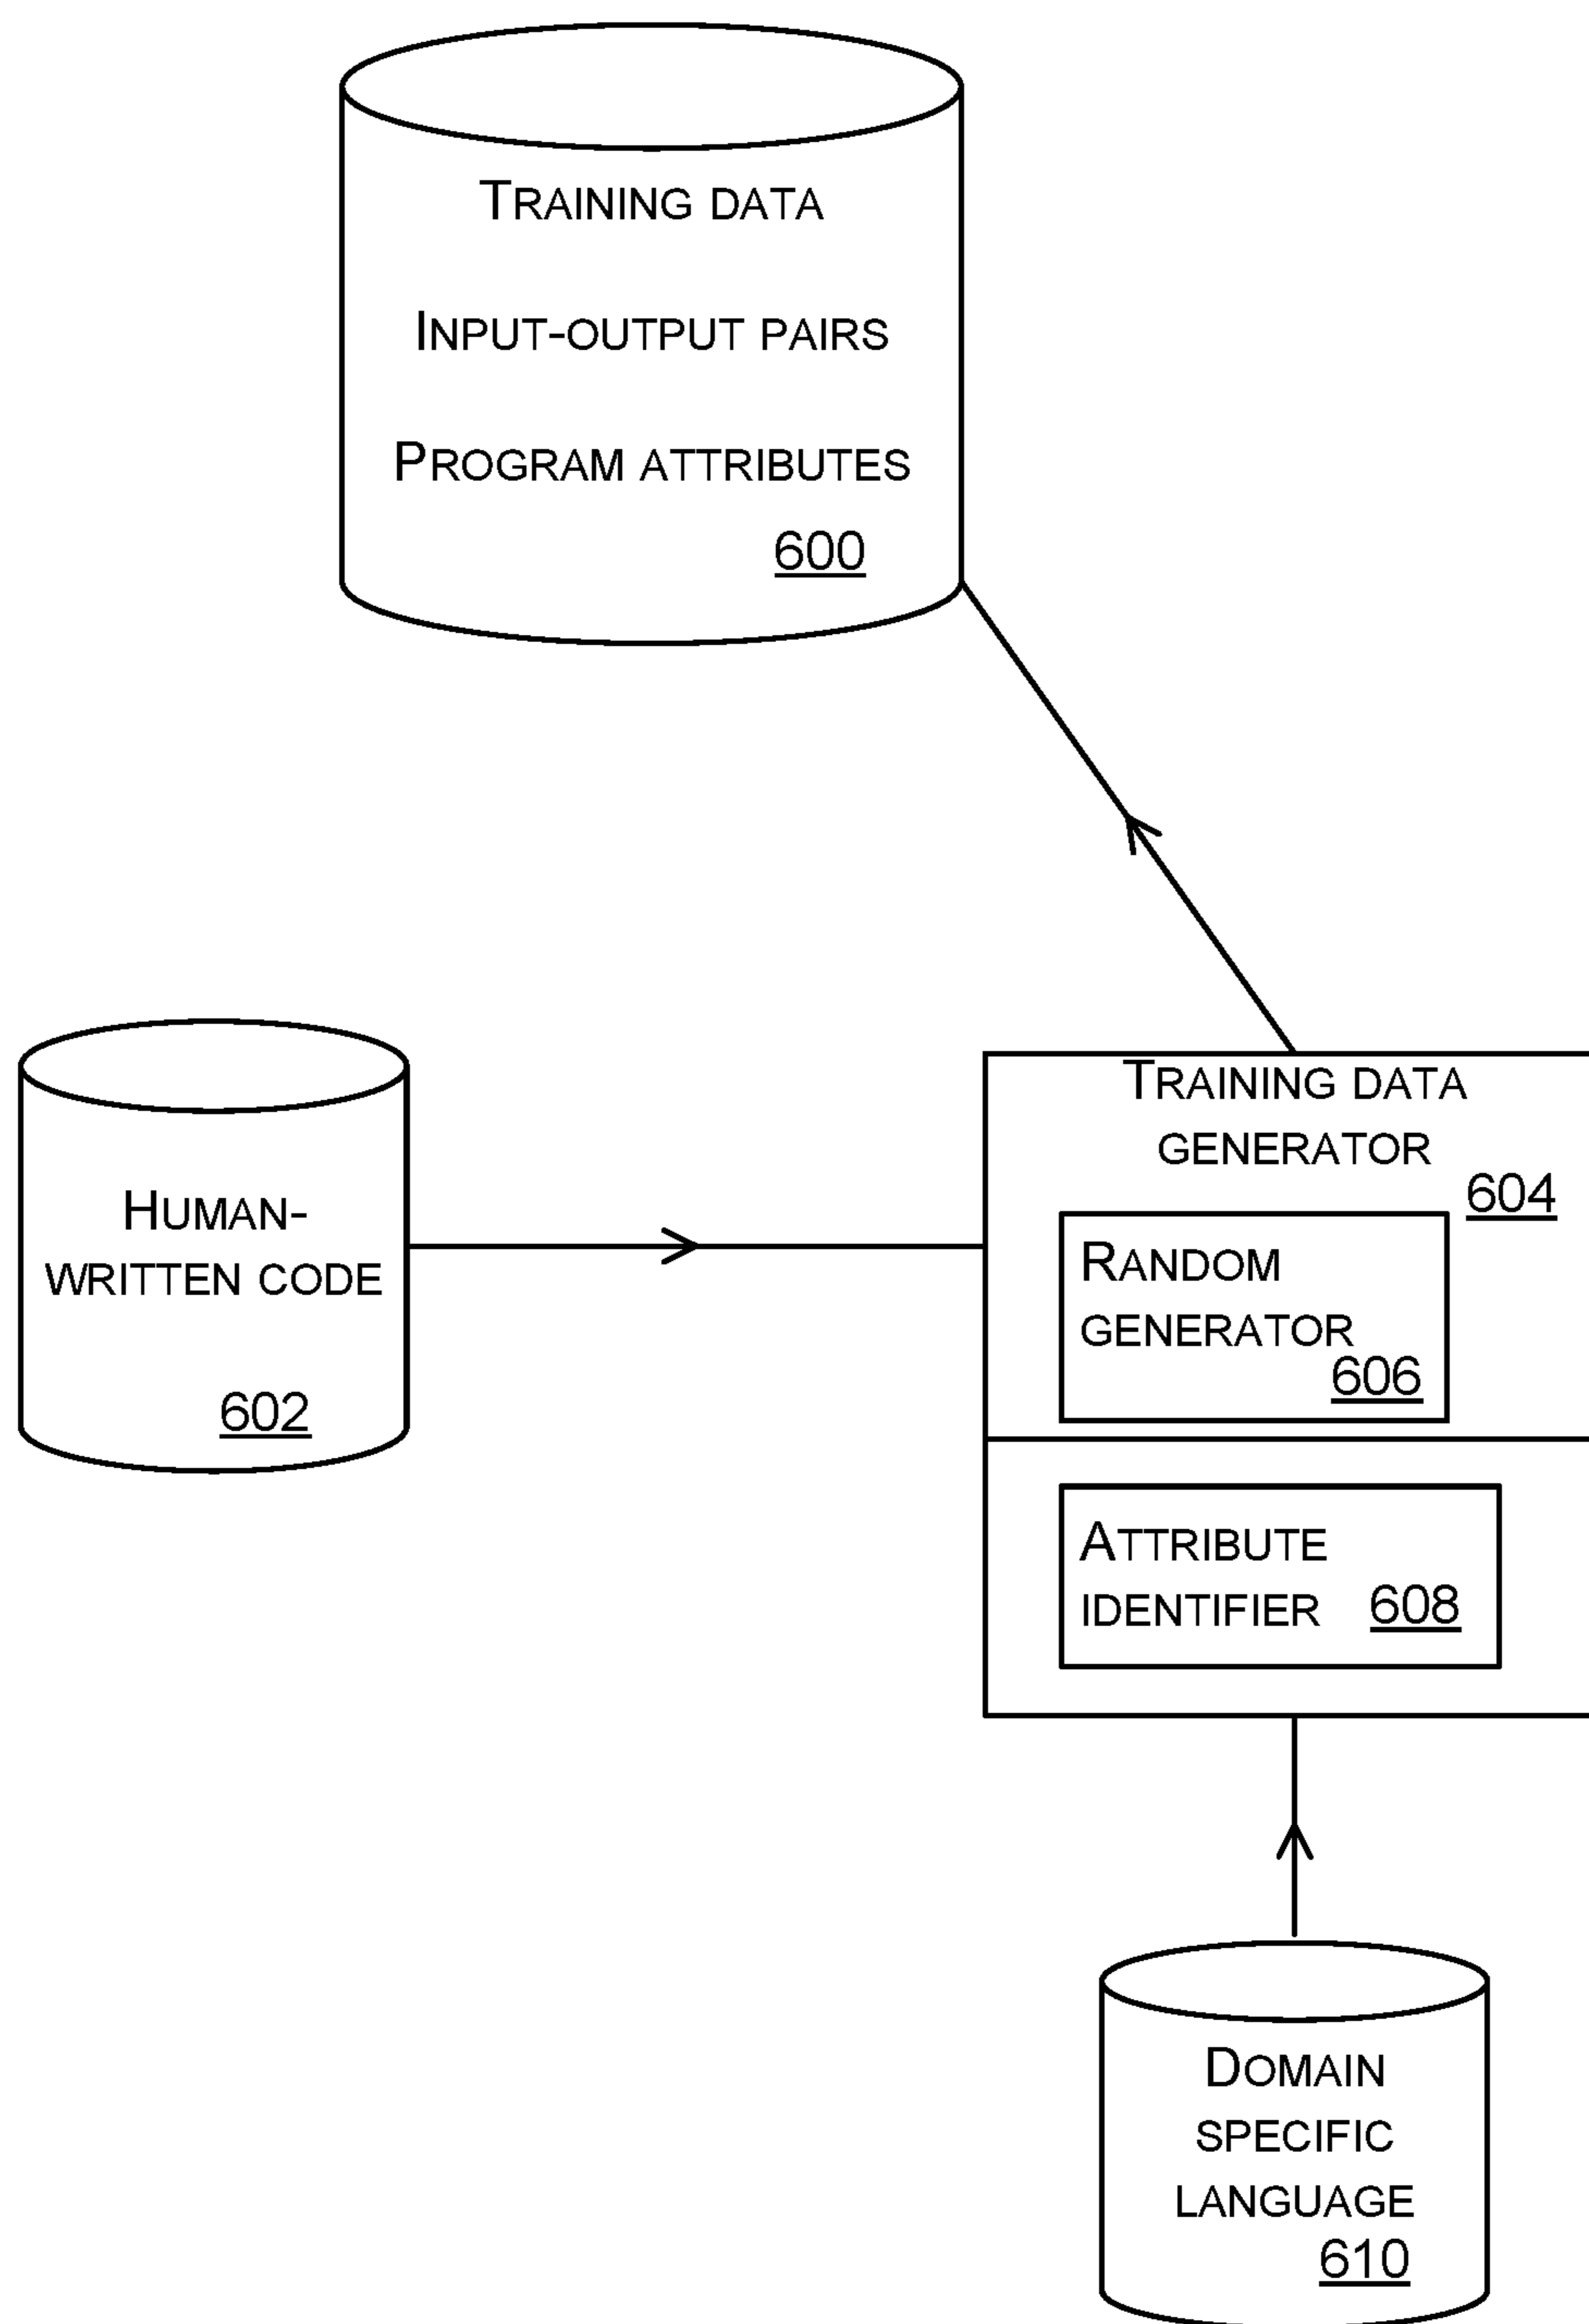 TRAINING DATA
INPUT-OUTPUT PAIRS
PROGRAM ATTRIBUTES
600
HUMAN-
WRITTEN CODE
602
TRAINING DATA
GENERATOR
604
RANDOM
GENERATOR
606
ATTRIBUTE
IDENTIFIER 608
DOMAIN
SPECIFIC
LANGUAGE
610